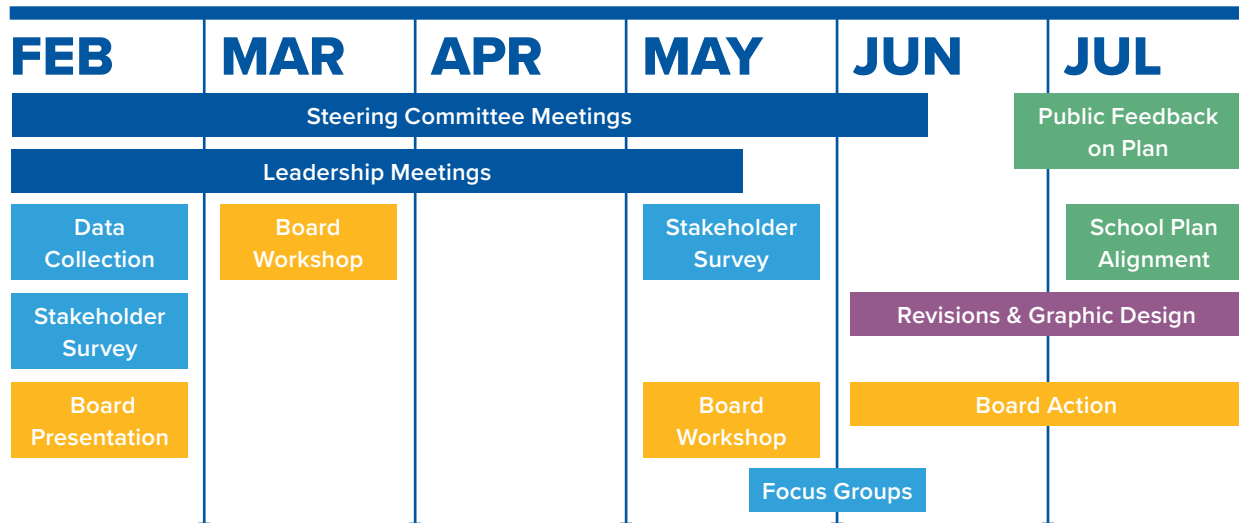 FEB MAR APR MAY JUN JUL
Steering Committee Meetings
Public Feedback
on Plan
Leadership Meetings
Data
Collection
Board
Workshop
Stakeholder
Survey
School Plan
Alignment
Stakeholder
Survey
Revisions & Graphic Design
Board
Presentation
Board
Workshop
Board Action
Focus Groups